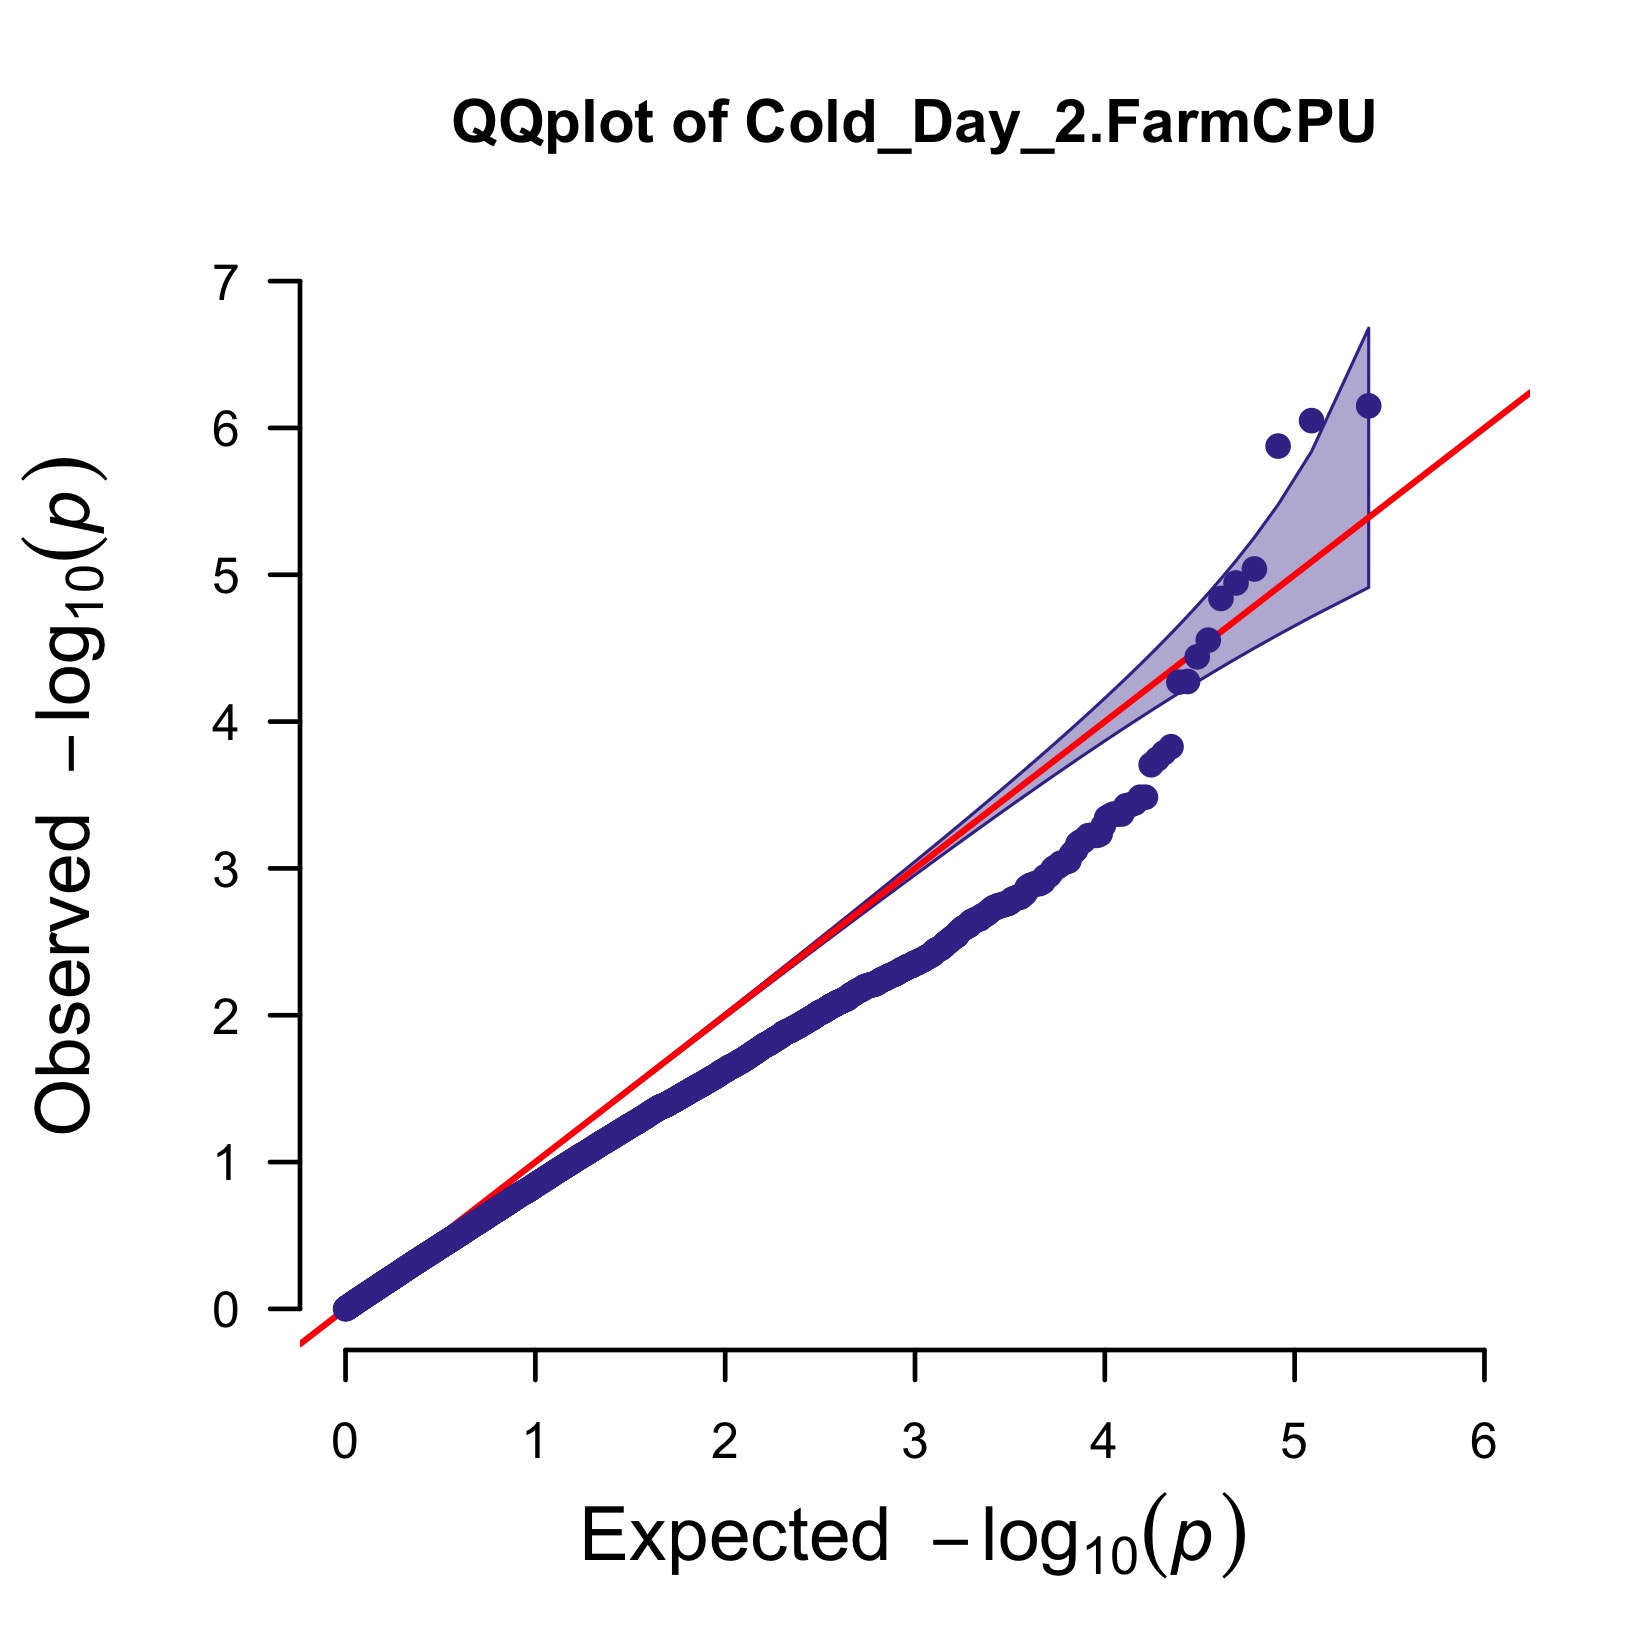 QQplot of Cold_Day_2.FarmCPU
7
6
5
4
3
2
1
0
Observed −log₁₀(p)
0 1 2 3 4 5 6
Expected −log₁₀(p)